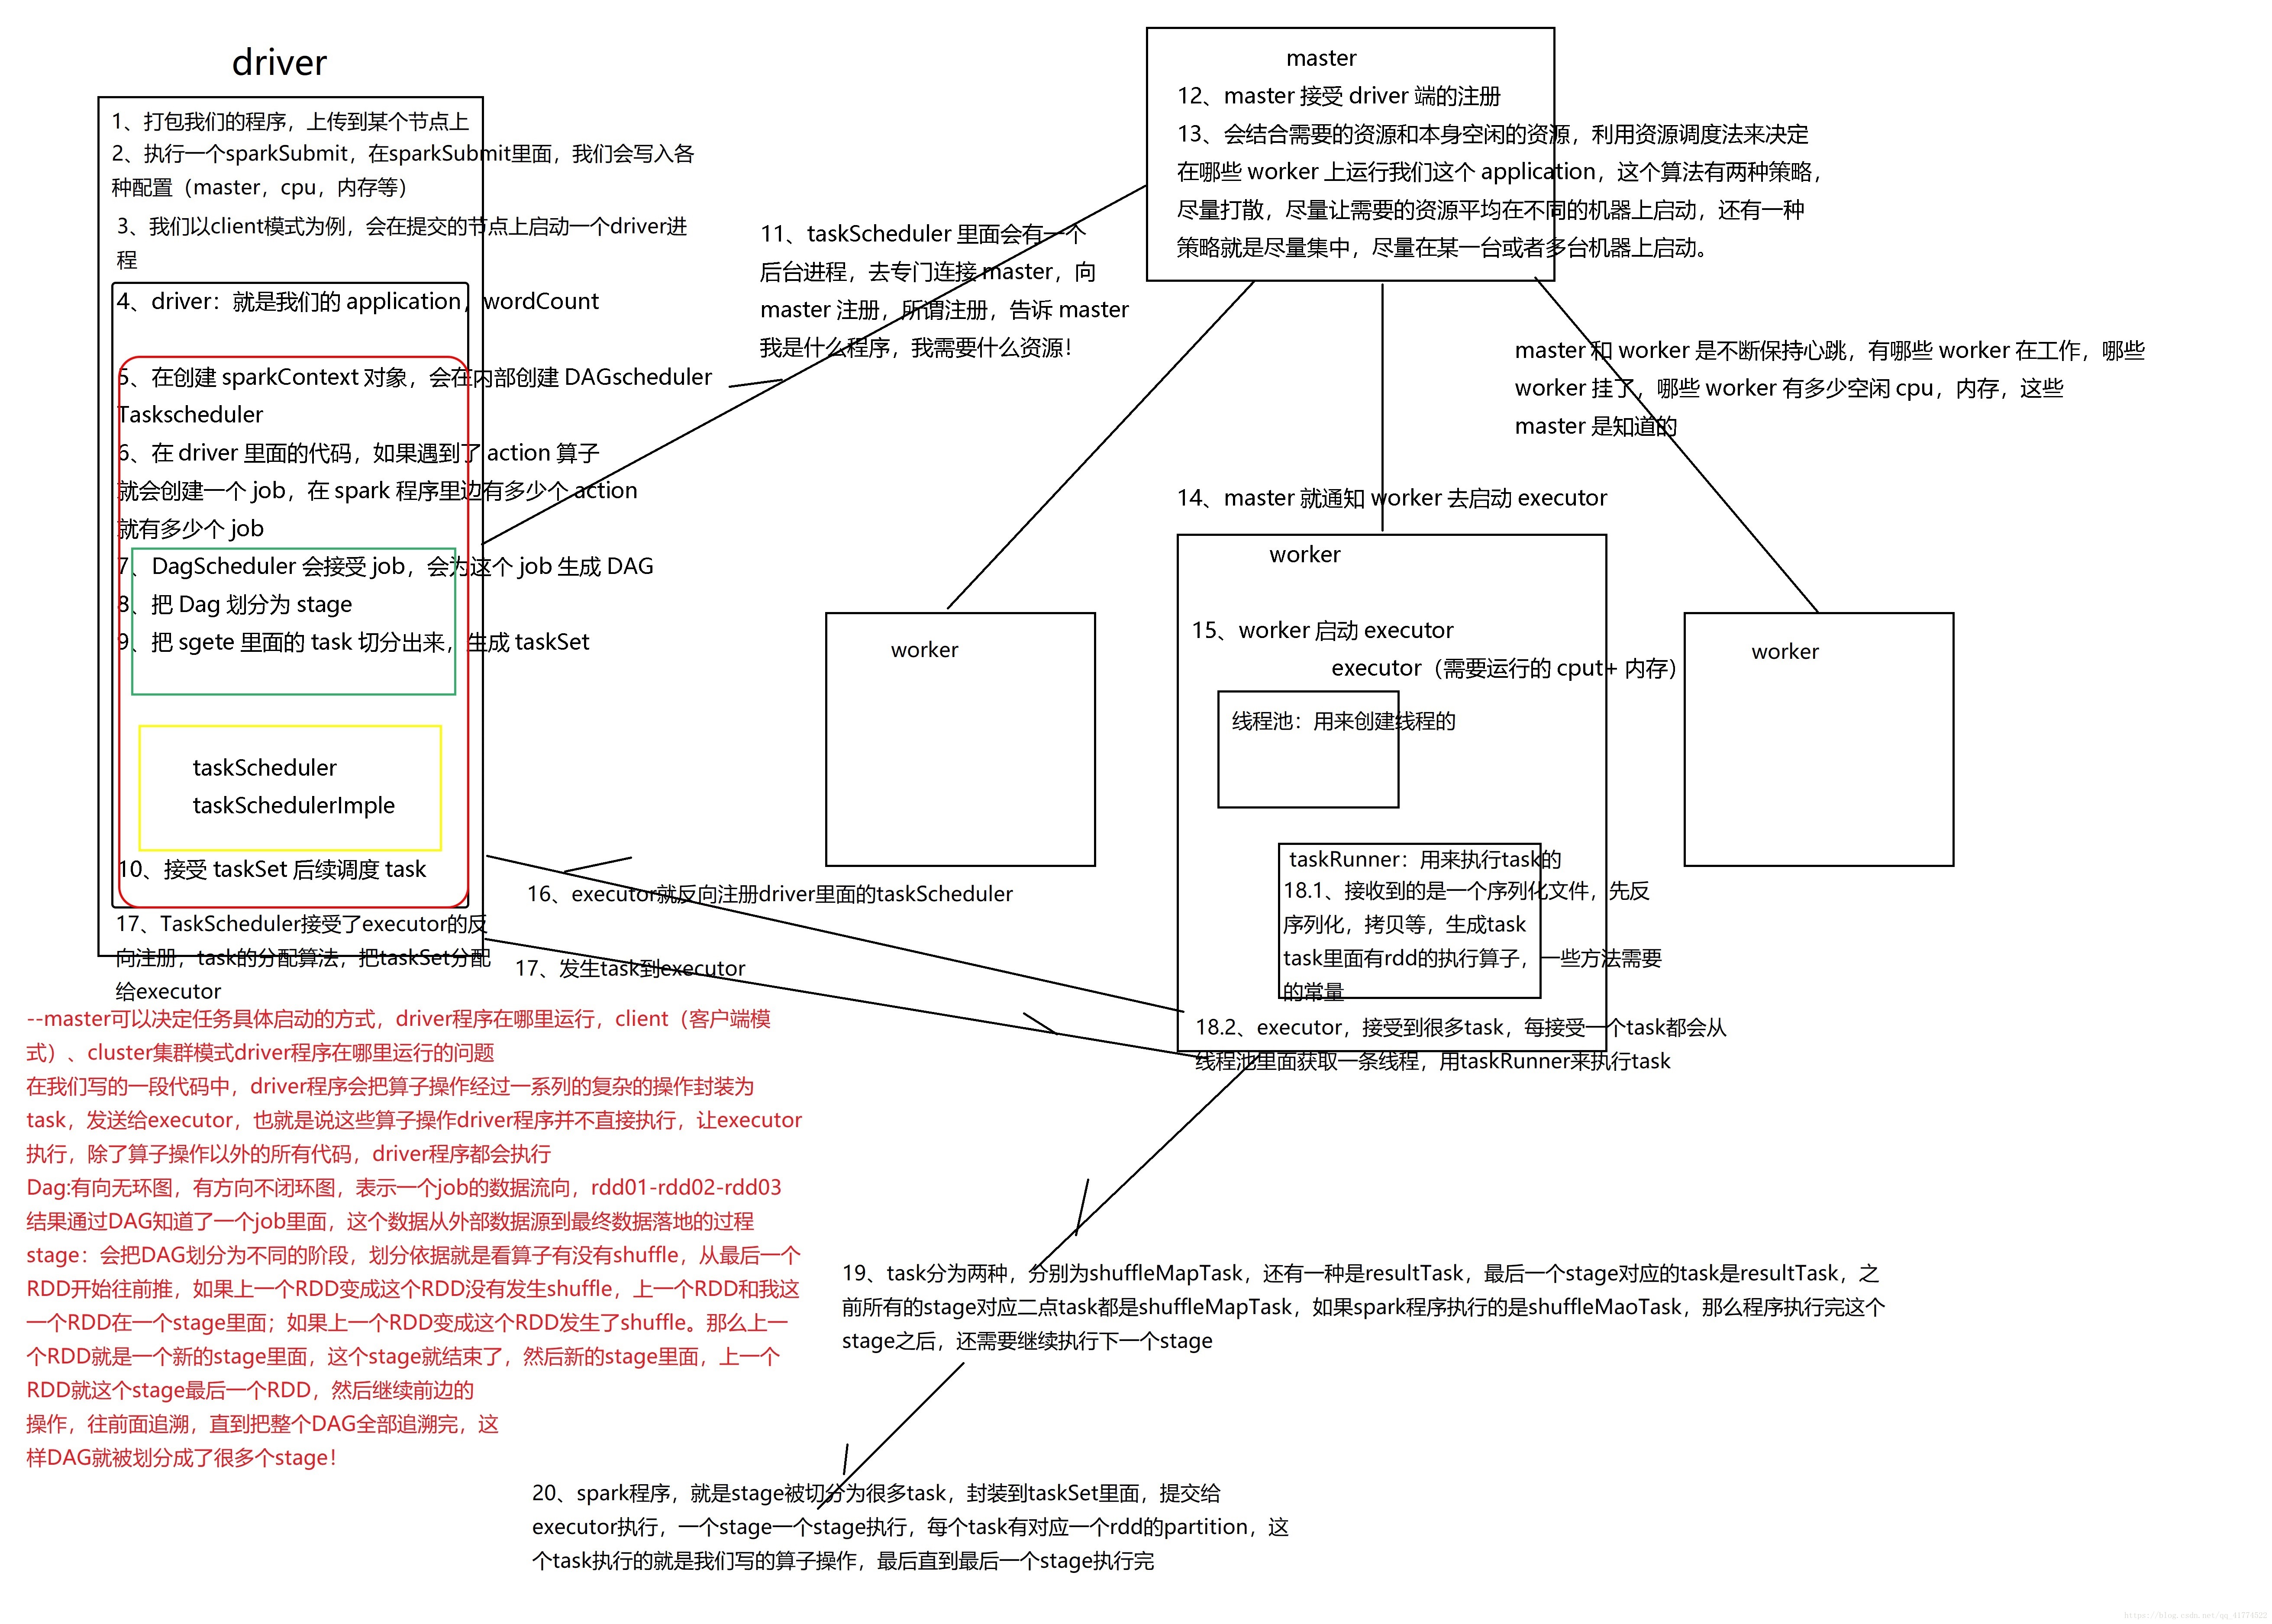 driver
1、打包我们的程序，上传到某个节点上
2、执行一个sparkSubmit，在sparkSubmit里面，我们会写入各
种配置（master，cpu，内存等）
3、我们以client模式为例，会在提交的节点上启动一个driver进
程
4、driver：就是我们的 application，wordCount
5、在创建 sparkContext 对象，会在内部创建 DAGscheduler
Taskscheduler
6、在 driver 里面的代码，如果遇到了 action 算子
就会创建一个 job，在 spark 程序里边有多少个 action
就有多少个 job
7、DagScheduler 会接受 job，会为这个 job 生成 DAG
8、把 Dag 划分为 stage
9、把 sgete 里面的 task 切分出来，生成 taskSet
taskScheduler
taskSchedulerImple
10、接受 taskSet 后续调度 task
17、TaskScheduler接受了executor的反
向注册，task的分配算法，把taskSet分配
给executor
--master可以决定任务具体启动的方式，driver程序在哪里运行，client（客户端模
式）、cluster集群模式driver程序在哪里运行的问题
在我们写的一段代码中，driver程序会把算子操作经过一系列的复杂的操作封装为
task，发送给executor，也就是说这些算子操作driver程序并不直接执行，让executor
执行，除了算子操作以外的所有代码，driver程序都会执行
Dag:有向无环图，有方向不闭环图，表示一个job的数据流向，rdd01-rdd02-rdd03
结果通过DAG知道了一个job里面，这个数据从外部数据源到最终数据落地的过程
stage：会把DAG划分为不同的阶段，划分依据就是看算子有没有shuffle，从最后一个
RDD开始往前推，如果上一个RDD变成这个RDD没有发生shuffle，上一个RDD和我这
一个RDD在一个stage里面；如果上一个RDD变成这个RDD发生了shuffle。那么上一
个RDD就是一个新的stage里面，这个stage就结束了，然后新的stage里面，上一个
RDD就这个stage最后一个RDD，然后继续前边的
操作，往前面追溯，直到把整个DAG全部追溯完，这
样DAG就被划分成了很多个stage！
11、taskScheduler 里面会有一个
后台进程，去专门连接 master，向
master 注册，所谓注册，告诉 master
我是什么程序，我需要什么资源！
master
12、master 接受 driver 端的注册
13、会结合需要的资源和本身空闲的资源，利用资源调度法来决定
在哪些 worker 上运行我们这个 application，这个算法有两种策略，
尽量打散，尽量让需要的资源平均在不同的机器上启动，还有一种
策略就是尽量集中，尽量在某一台或者多台机器上启动。
master 和 worker 是不断保持心跳，有哪些 worker 在工作，哪些
worker 挂了，哪些 worker 有多少空闲 cpu，内存，这些
master 是知道的
14、master 就通知 worker 去启动 executor
worker
worker
15、worker 启动 executor
executor（需要运行的 cput+ 内存）
线程池：用来创建线程的
taskRunner：用来执行task的
18.1、接收到的是一个序列化文件，先反
序列化，拷贝等，生成task
task里面有rdd的执行算子，一些方法需要
的常量
18.2、executor，接受到很多task，每接受一个task都会从
线程池里面获取一条线程，用taskRunner来执行task
worker
16、executor就反向注册driver里面的taskScheduler
17、发生task到executor
19、task分为两种，分别为shuffleMapTask，还有一种是resultTask，最后一个stage对应的task是resultTask，之
前所有的stage对应二点task都是shuffleMapTask，如果spark程序执行的是shuffleMaoTask，那么程序执行完这个
stage之后，还需要继续执行下一个stage
20、spark程序，就是stage被切分为很多task，封装到taskSet里面，提交给
executor执行，一个stage一个stage执行，每个task有对应一个rdd的partition，这
个task执行的就是我们写的算子操作，最后直到最后一个stage执行完
https://blog.csdn.net/qq_41774522